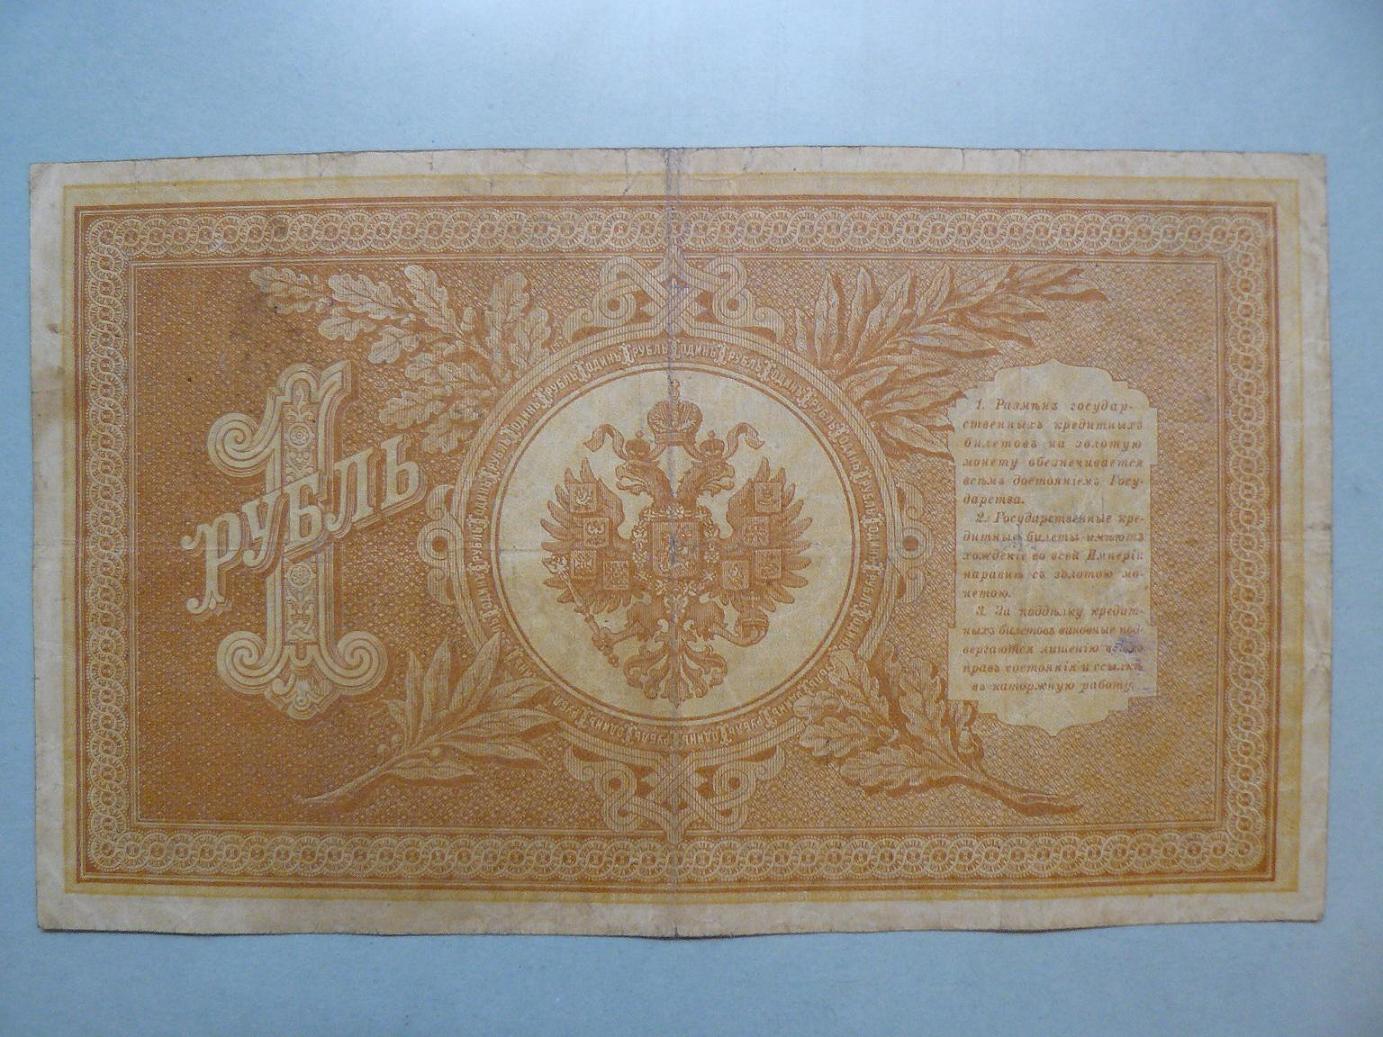 1
рубль
1. Размѣнъ государ-
ственныхъ кредитныхъ
билетовъ на золотую
монету обезпечивается
всѣмъ достояніемъ Госу-
дарства.
2. Государственные кре-
дитные билеты имѣютъ
хожденіе во всей Имперіи
наравнѣ съ золотою мо-
нетою.
3. За поддѣлку кредит-
ныхъ билетовъ виновные под-
вергаются лишенію всѣхъ
правъ состоянія и ссылкѣ
въ каторжную работу.